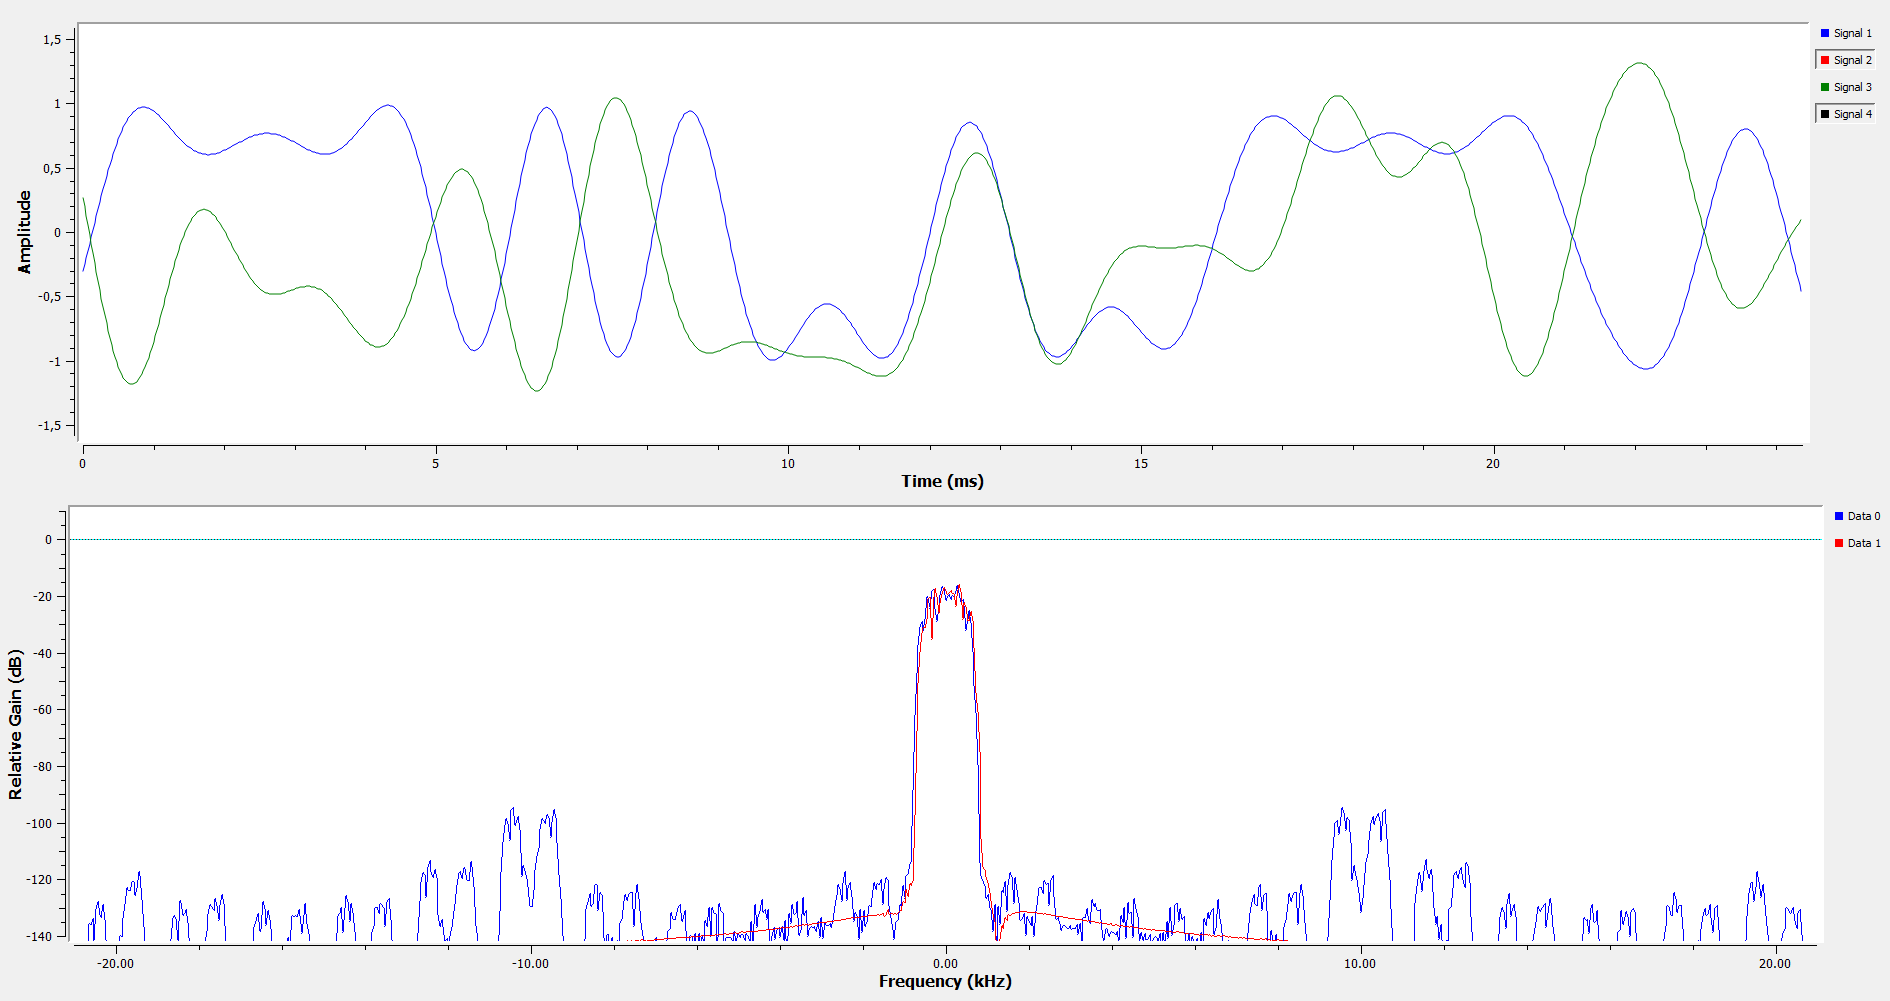 1,5
1
0,5
0
-0,5
-1
-1,5
Amplitude
0
5
10
15
20
Time (ms)
Signal 1
Signal 2
Signal 3
Signal 4
0
-20
-40
-60
-80
-100
-120
-140
Relative Gain (dB)
-20.00
-10.00
0.00
10.00
20.00
Frequency (kHz)
Data 0
Data 1